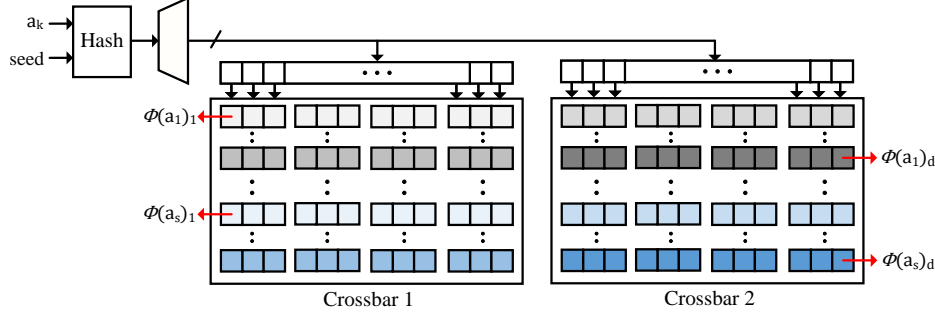 a_k
seed
Hash
• • •
• • •
Φ(a_1)_1
Φ(a_1)_d
Φ(a_s)_1
Φ(a_s)_d
Crossbar 1
Crossbar 2